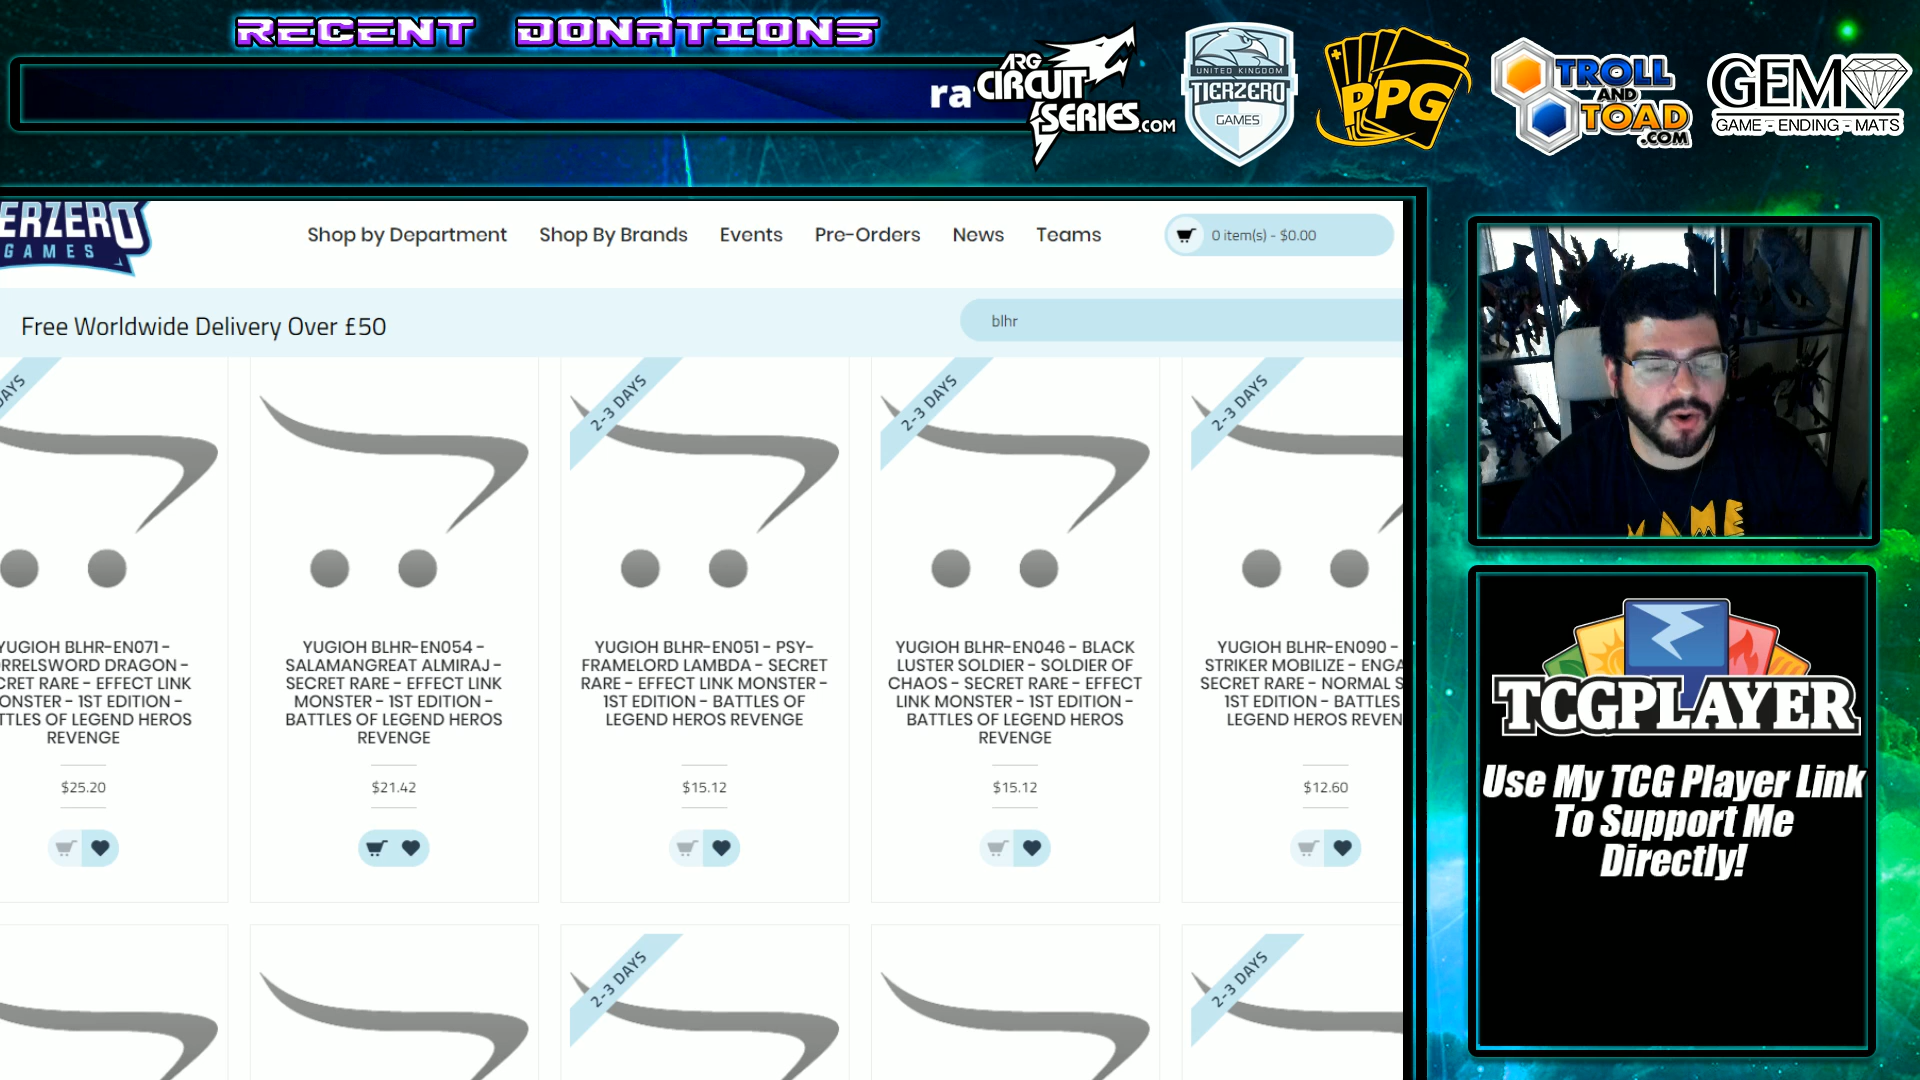 RECENT DONATIONS
ra
ARG
CIRCUIT
SERIES.COM
UNITED KINGDOM
TIERZERO
GAMES
PPG
TROLL
AND
TOAD
.COM
GEM
GAME - ENDING - MATS
ERZERO
GAMES
Shop by Department
Shop By Brands
Events
Pre-Orders
News
Teams
0 item(s) - $0.00
Free Worldwide Delivery Over £50
blhr
DAYS
2-3 DAYS
2-3 DAYS
2-3 DAYS
YUGIOH BLHR-EN071 -
RRELSWORD DRAGON -
CRET RARE - EFFECT LINK
ONSTER - 1ST EDITION -
TTLES OF LEGEND HEROS
REVENGE
$25.20
YUGIOH BLHR-EN054 -
SALAMANGREAT ALMIRAJ -
SECRET RARE - EFFECT LINK
MONSTER - 1ST EDITION -
BATTLES OF LEGEND HEROS
REVENGE
$21.42
YUGIOH BLHR-EN051 - PSY-
FRAMELORD LAMBDA - SECRET
RARE - EFFECT LINK MONSTER -
1ST EDITION - BATTLES OF
LEGEND HEROS REVENGE
$15.12
YUGIOH BLHR-EN046 - BLACK
LUSTER SOLDIER - SOLDIER OF
CHAOS - SECRET RARE - EFFECT
LINK MONSTER - 1ST EDITION -
BATTLES OF LEGEND HEROS
REVENGE
$15.12
YUGIOH BLHR-EN090 -
STRIKER MOBILIZE - ENGA
SECRET RARE - NORMAL S
1ST EDITION - BATTLES
LEGEND HEROS REVEN
$12.60
2-3 DAYS
2-3 DAYS
TCGPLAYER
Use My TCG Player Link
To Support Me
Directly!